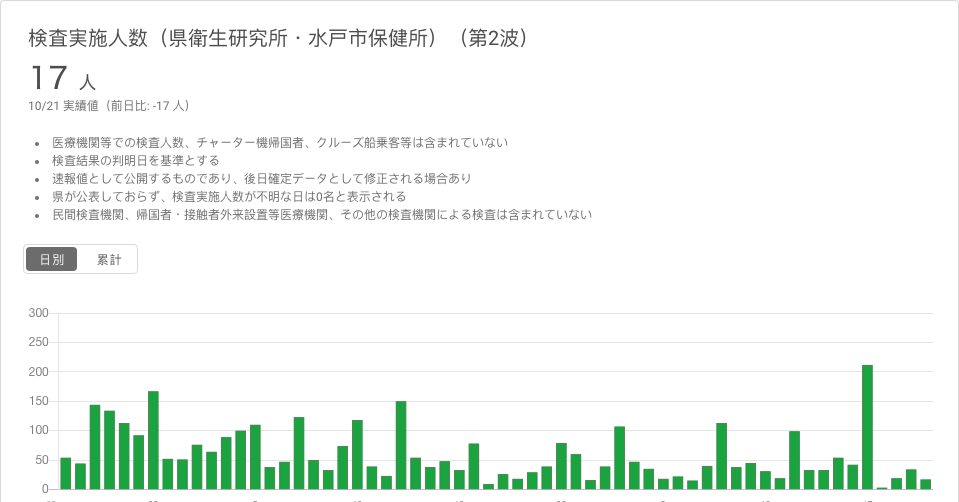 検査実施人数（県衛生研究所・水戸市保健所）（第2波）
17 人
10/21 実績値（前日比: -17 人）
• 医療機関等での検査人数、チャーター機帰国者、クルーズ船乗客等は含まれていない
• 検査結果の判明日を基準とする
• 速報値として公開するものであり、後日確定データとして修正される場合あり
• 県が公表しておらず、検査実施人数が不明な日は0名と表示される
• 民間検査機関、帰国者・接触者外来設置等医療機関、その他の検査機関による検査は含まれていない
日別 累計
300
250
200
150
100
50
0